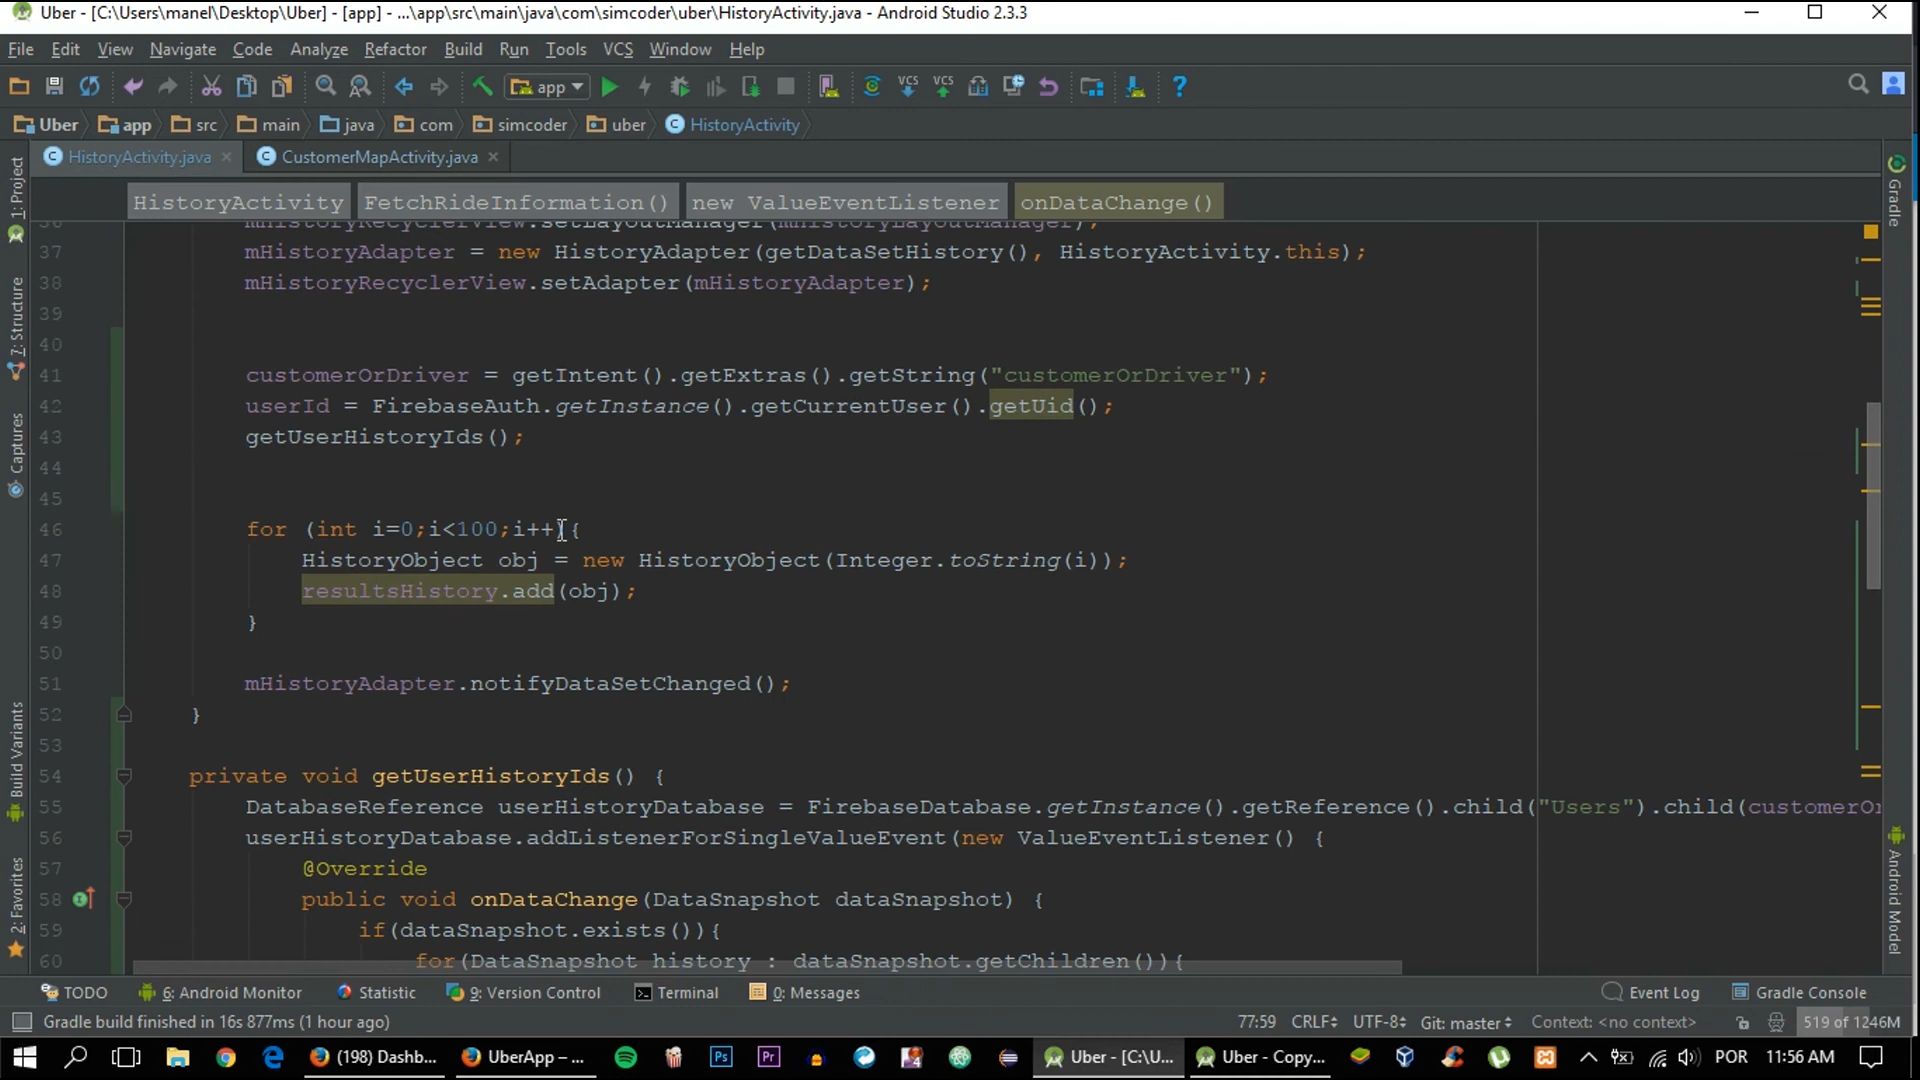 Uber - [C:\Users\manel\Desktop\Uber] - [app] - ...\app\src\main\java\com\simcoder\uber\HistoryActivity.java - Android Studio 2.3.3
File Edit View Navigate Code Analyze Refactor Build Run Tools VCS Window Help
app VCS VCS ?
Uber app src main java com simcoder uber HistoryActivity
HistoryActivity.java CustomerMapActivity.java
HistoryActivity FetchRideInformation() new ValueEventListener onDataChange()
36 mHistoryRecyclerView.setLayoutManager(mHistoryLayoutManager);
37 mHistoryAdapter = new HistoryAdapter(getDataSetHistory(), HistoryActivity.this);
38 mHistoryRecyclerView.setAdapter(mHistoryAdapter);
39
40
41 customerOrDriver = getIntent().getExtras().getString("customerOrDriver");
42 userId = FirebaseAuth.getInstance().getCurrentUser().getUid();
43 getUserHistoryIds();
44
45
46 for (int i=0;i<100;i++){
47 HistoryObject obj = new HistoryObject(Integer.toString(i));
48 resultsHistory.add(obj);
49 }
50
51 mHistoryAdapter.notifyDataSetChanged();
52 }
53
54 private void getUserHistoryIds() {
55 DatabaseReference userHistoryDatabase = FirebaseDatabase.getInstance().getReference().child("Users").child(customerOr
56 userHistoryDatabase.addListenerForSingleValueEvent(new ValueEventListener() {
57 @Override
58 public void onDataChange(DataSnapshot dataSnapshot) {
59 if(dataSnapshot.exists()){
60 for(DataSnapshot history : dataSnapshot.getChildren()){
1: Project
7: Structure
Captures
Build Variants
2: Favorites
Gradle
Android Model
TODO 6: Android Monitor Statistic 9: Version Control Terminal 0: Messages Event Log Gradle Console
Gradle build finished in 16s 877ms (1 hour ago) 77:59 CRLF UTF-8 Git: master Context: <no context> 519 of 1246M
(198) Dashb... UberApp – ... Ps Pr Uber - [C:\U... Uber - Copy... POR 11:56 AM